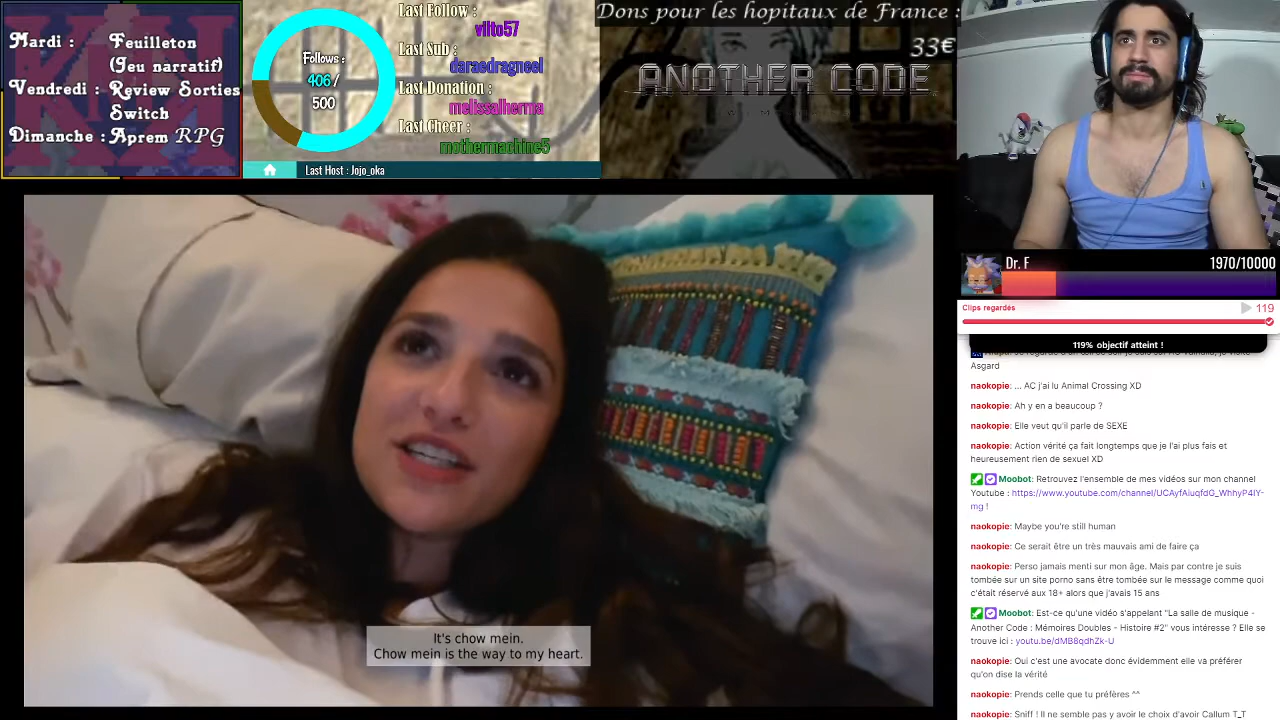 Mardi : Feuilleton
(Jeu narratif)
Vendredi : Review Sorties
Switch
Dimanche : Aprem RPG
Follows :
406 /
500
Last Follow :
vilto57
Last Sub :
daraedragneel
Last Donation :
melissalherrna
Last Cheer :
mothermachine5
Last Host : Jojo_oka
Dons pour les hopitaux de France :
33€
ANOTHER CODE
Dr. F
1970/10000
Clips regardés
119
119% objectif atteint !
Asgard
naokopie: ... AC j'ai lu Animal Crossing XD
naokopie: Ah y en a beaucoup ?
naokopie: Elle veut qu'il parle de SEXE
naokopie: Action vérité ça fait longtemps que je l'ai plus fais et
heureusement rien de sexuel XD
Moobot: Retrouvez l'ensemble de mes vidéos sur mon channel
Youtube : https://www.youtube.com/channel/UCAyfAiuqfdG_WhhyP4IY-
mg !
naokopie: Maybe you're still human
naokopie: Ce serait être un très mauvais ami de faire ça
naokopie: Perso jamais menti sur mon âge. Mais par contre je suis
tombée sur un site porno sans être tombée sur le message comme quoi
c'était réservé aux 18+ alors que j'avais 15 ans
Moobot: Est-ce qu'une vidéo s'appelant "La salle de musique -
Another Code : Mémoires Doubles - Histoire #2" vous intéresse ? Elle se
trouve ici : youtu.be/dMB8qdhZk-U
naokopie: Oui c'est une avocate donc évidemment elle va préférer
qu'on dise la vérité
naokopie: Prends celle que tu préfères ^^
naokopie: Sniff ! Il ne semble pas y avoir le choix d'avoir Callum T_T
It's chow mein.
Chow mein is the way to my heart.